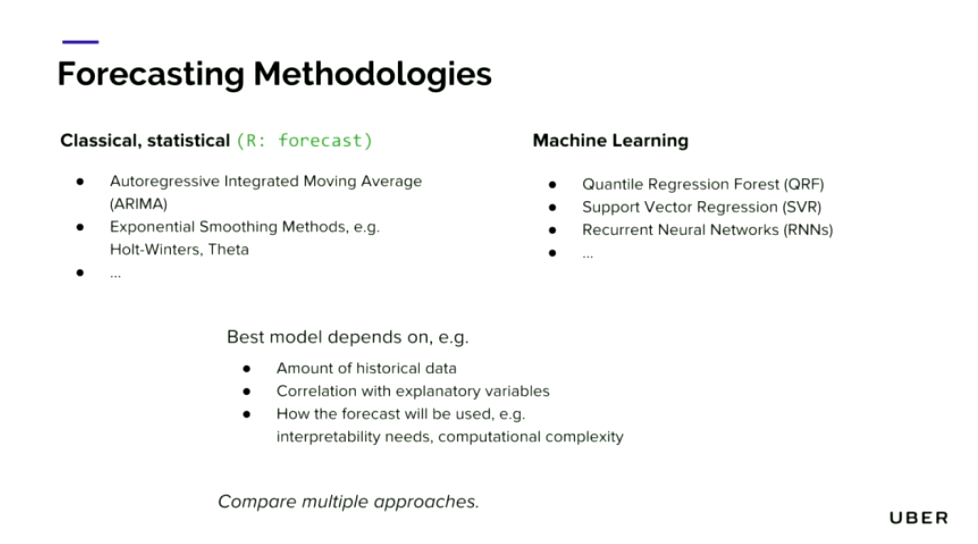 Forecasting Methodologies
Classical, statistical (R: forecast)
● Autoregressive Integrated Moving Average
(ARIMA)
● Exponential Smoothing Methods, e.g.
Holt-Winters, Theta
● ...
Machine Learning
● Quantile Regression Forest (QRF)
● Support Vector Regression (SVR)
● Recurrent Neural Networks (RNNs)
● ...
Best model depends on, e.g.
● Amount of historical data
● Correlation with explanatory variables
● How the forecast will be used, e.g.
interpretability needs, computational complexity
Compare multiple approaches.
UBER